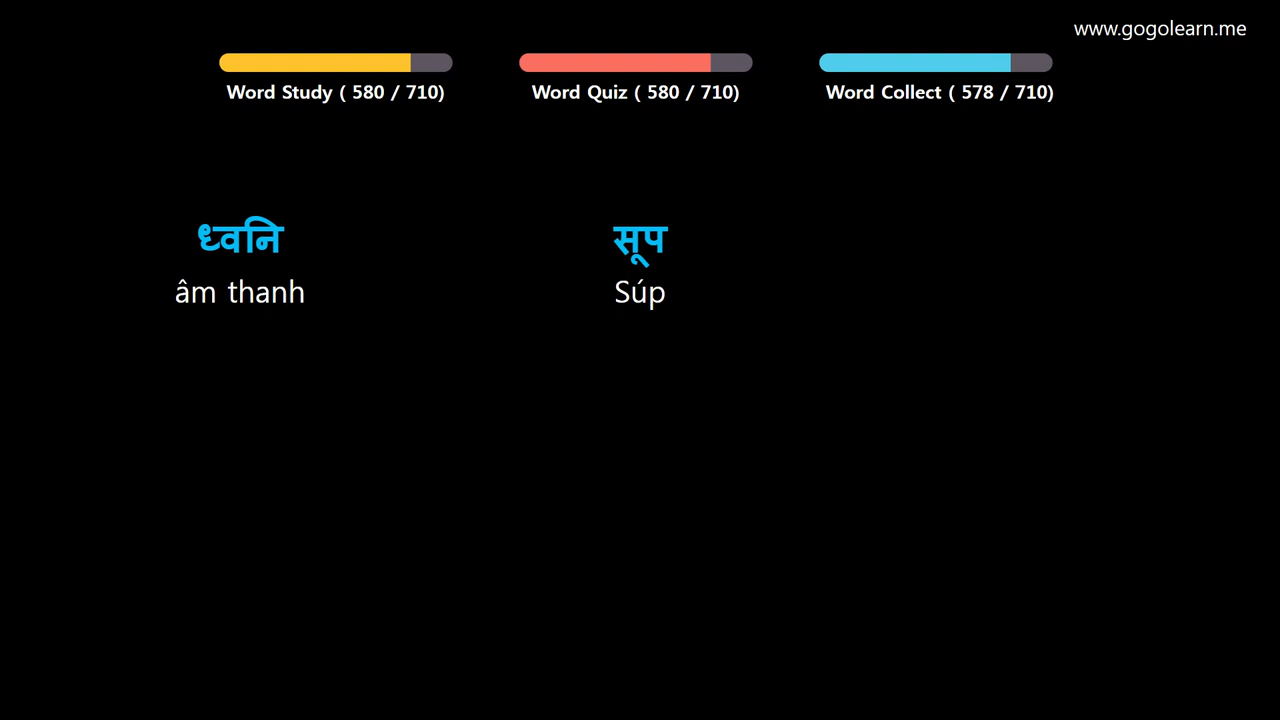 www.gogolearn.me
Word Study ( 580 / 710)
Word Quiz ( 580 / 710)
Word Collect ( 578 / 710)
ध्वनि
सूप
âm thanh
Súp